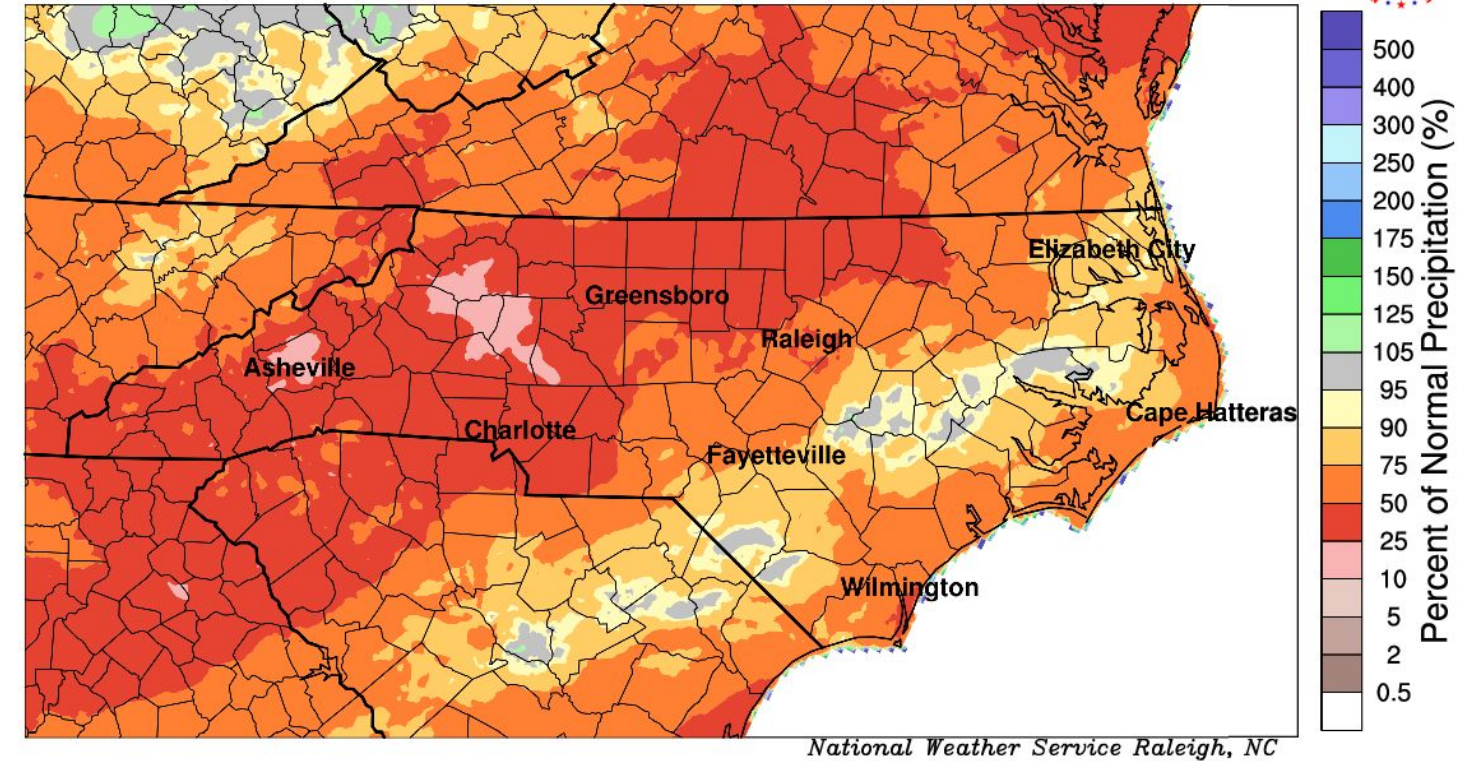 Elizabeth City
Greensboro
Raleigh
Asheville
Cape Hatteras
Charlotte
Fayetteville
Wilmington
National Weather Service Raleigh, NC
500
400
300
250
200
175
150
125
105
95
90
75
50
25
10
5
2
0.5
Percent of Normal Precipitation (%)